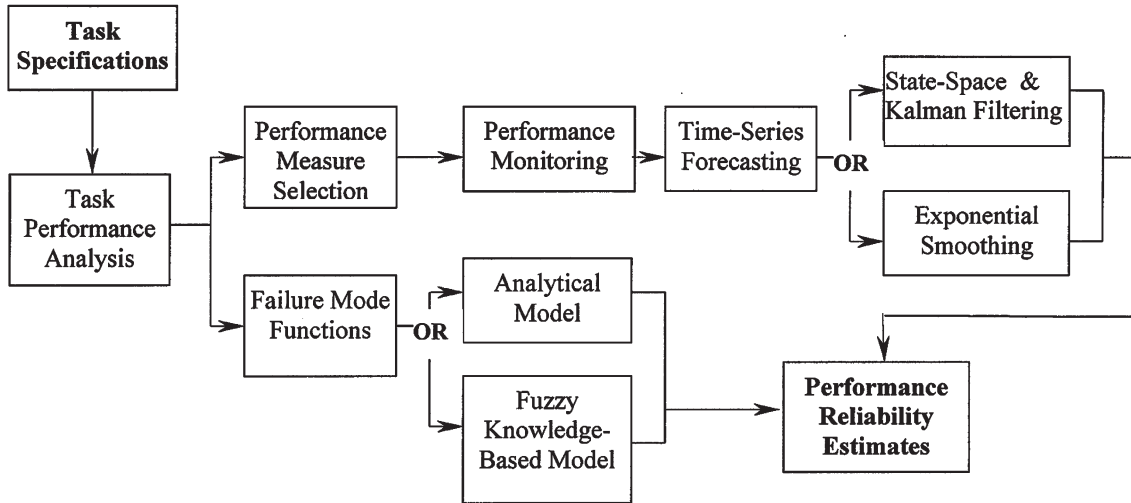 Task
Specifications
Task
Performance
Analysis
Performance
Measure
Selection
Performance
Monitoring
Time-Series
Forecasting
OR
State-Space &
Kalman Filtering
Exponential
Smoothing
Failure Mode
Functions
OR
Analytical
Model
Fuzzy
Knowledge-
Based Model
Performance
Reliability
Estimates